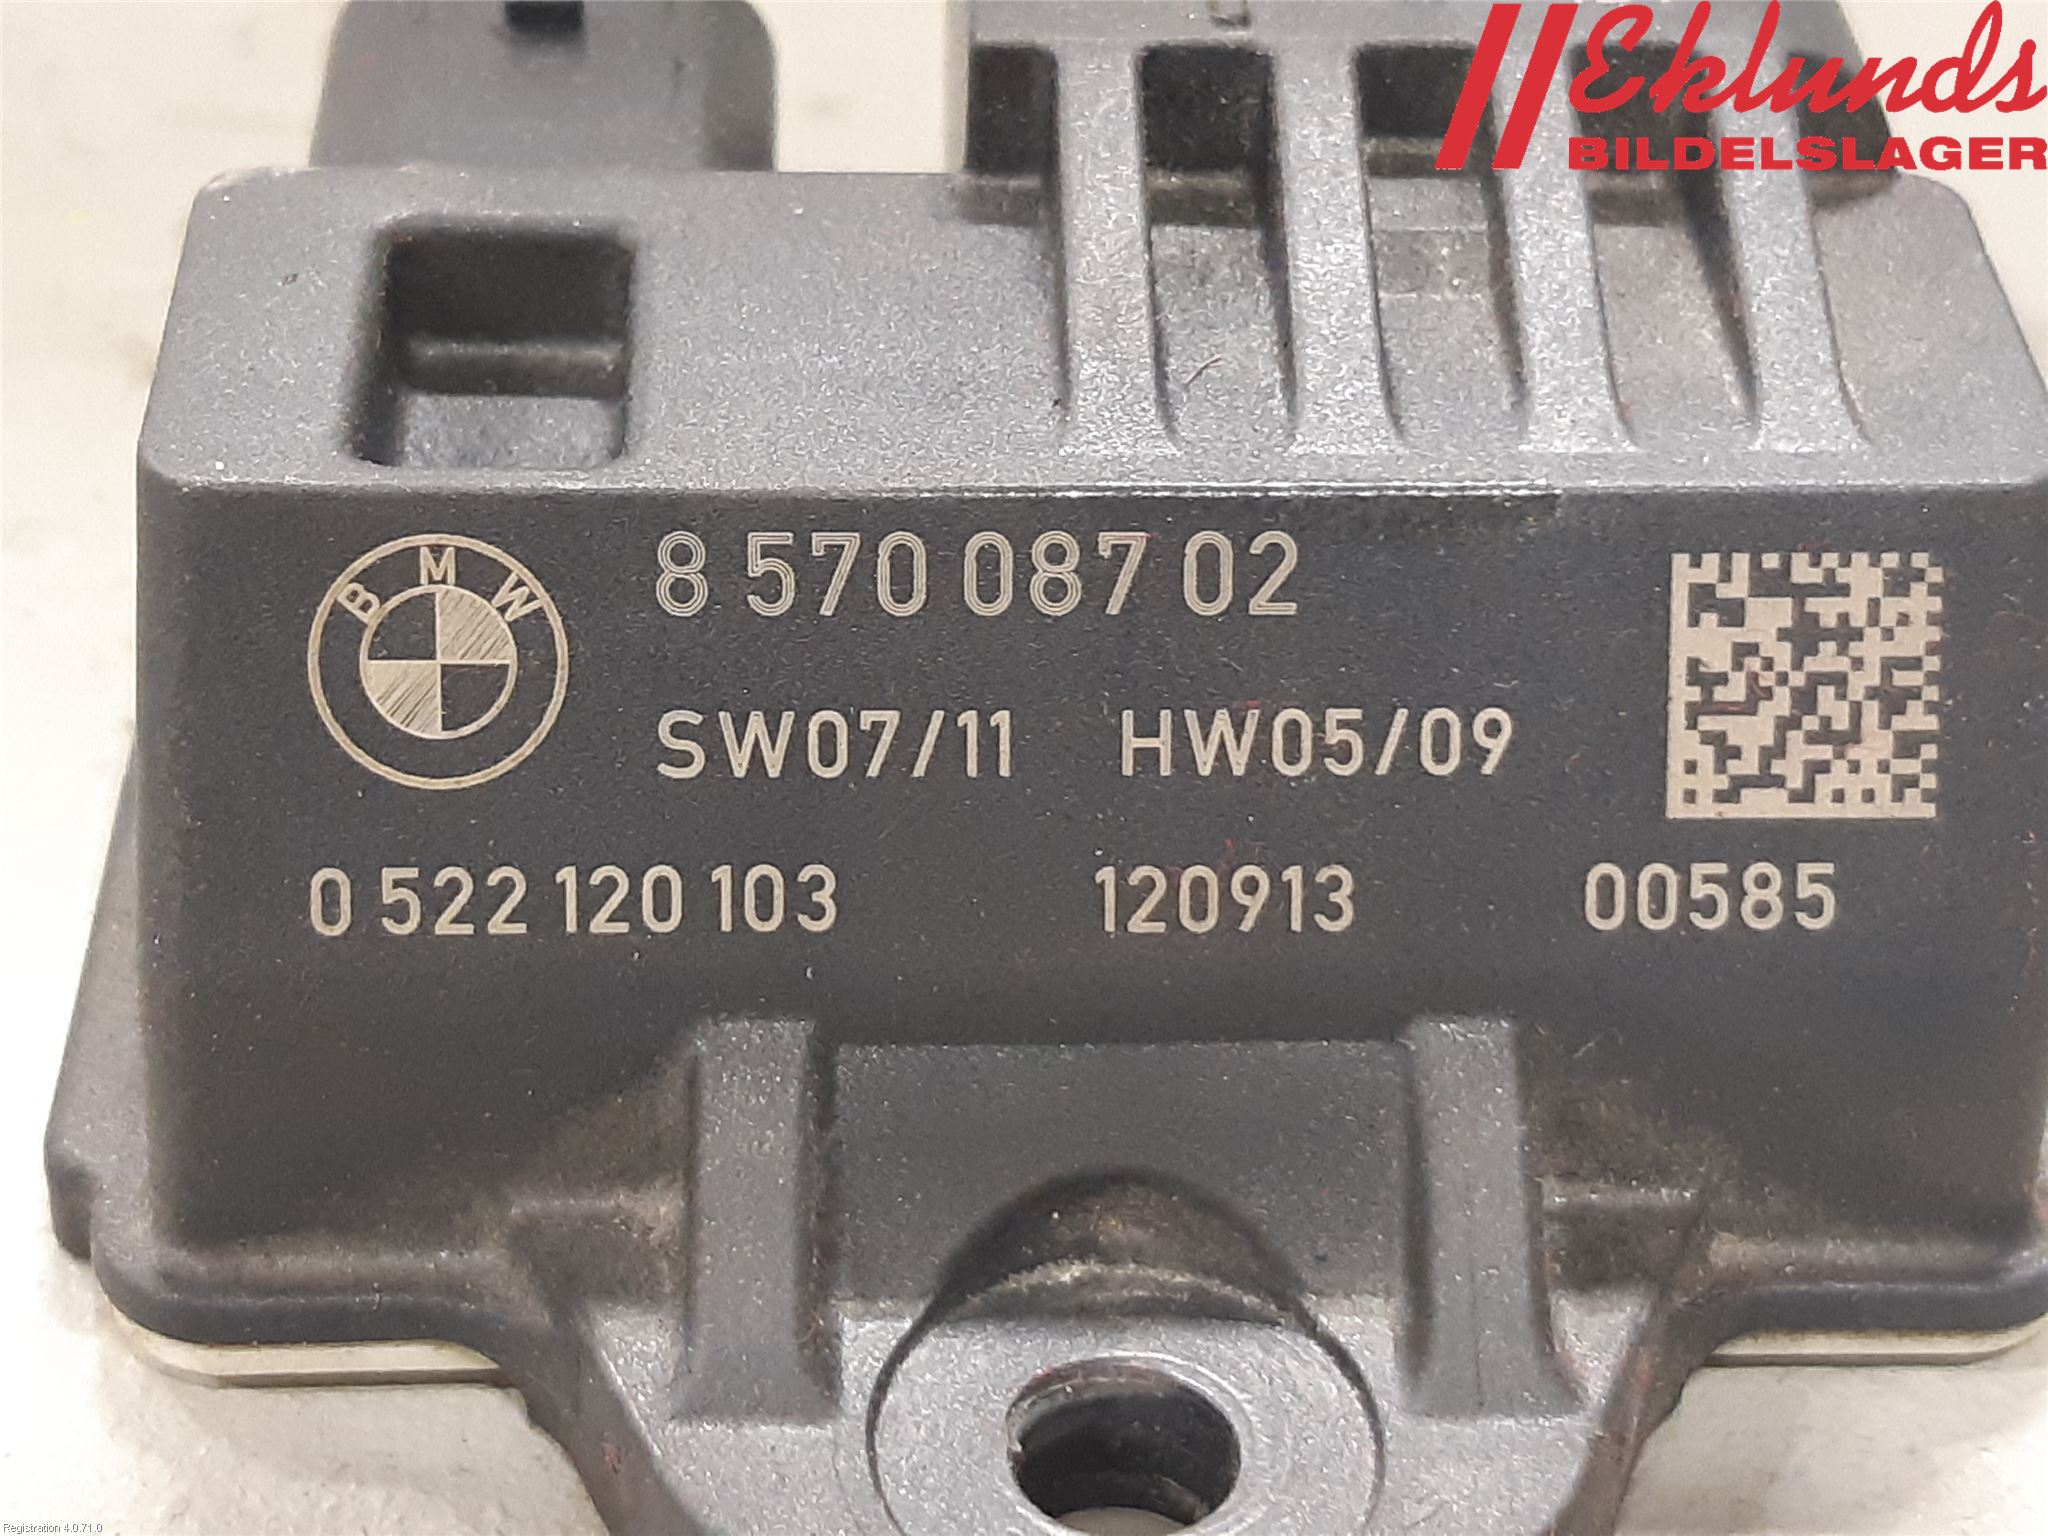 Eklunds
BILDELSLAGER
BMW
8 570 087 02
SW07/11 HW05/09
0 522 120 103 120913 00585
Registration 4.0.71.0